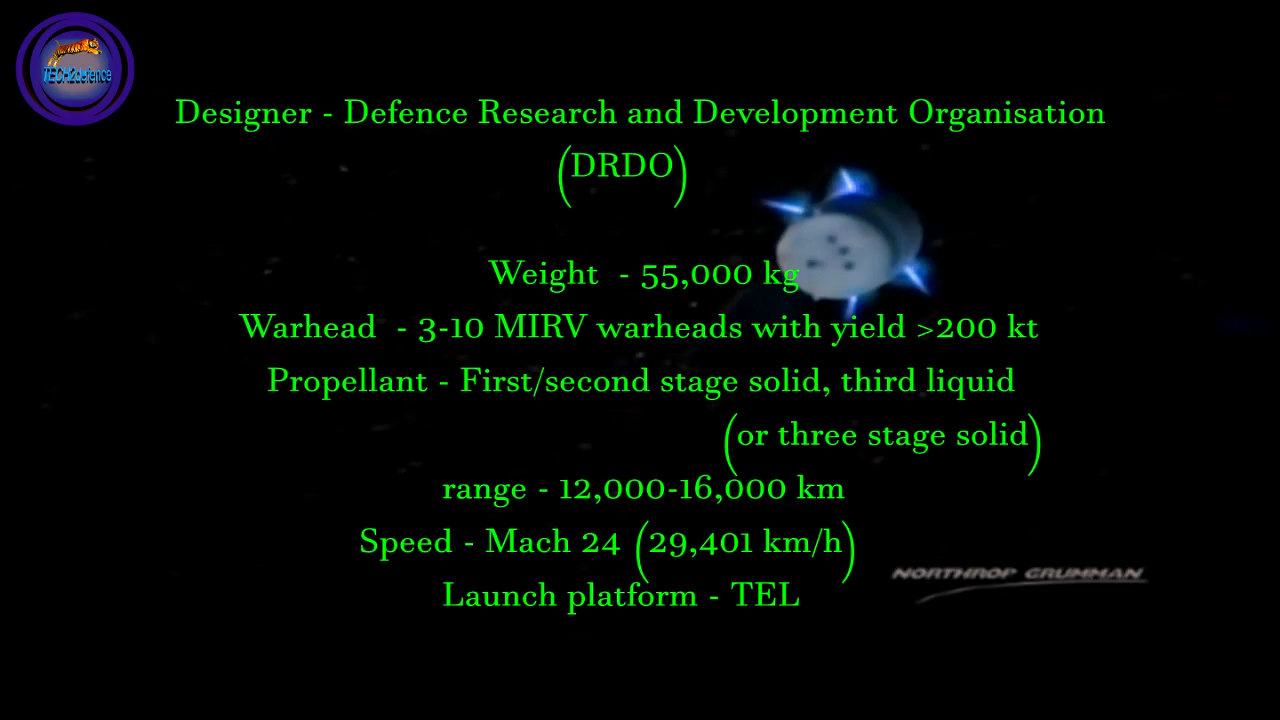 TECH2defence
Designer - Defence Research and Development Organisation
(DRDO)
Weight - 55,000 kg
Warhead - 3-10 MIRV warheads with yield >200 kt
Propellant - First/second stage solid, third liquid
(or three stage solid)
range - 12,000-16,000 km
Speed - Mach 24 (29,401 km/h)
NORTHROP GRUMMAN
Launch platform - TEL